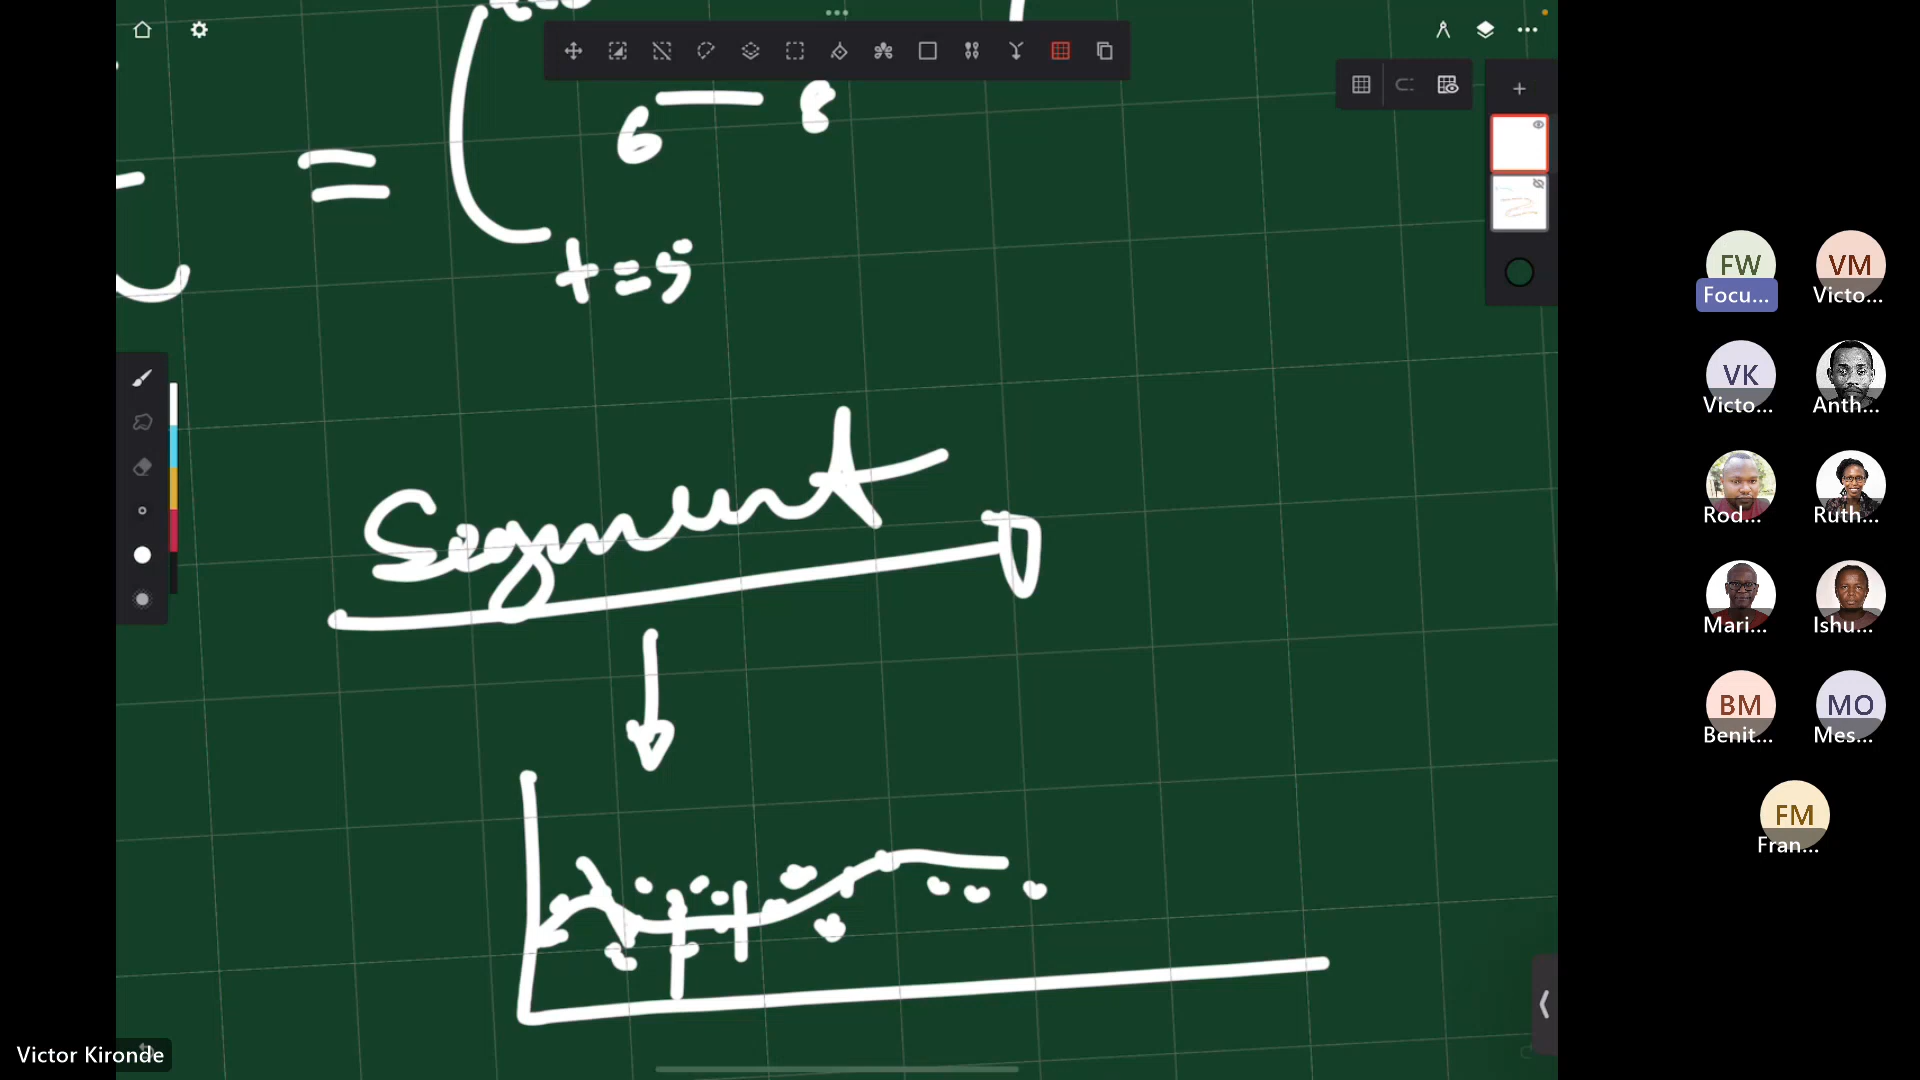 6 — 8
=
t=5
Segment
FW
Focu...
VM
Victo...
VK
Victo...
Anth...
Rod...
Ruth...
Mari...
Ishu...
BM
Benit...
MO
Mes...
FM
Fran...
Victor Kironde